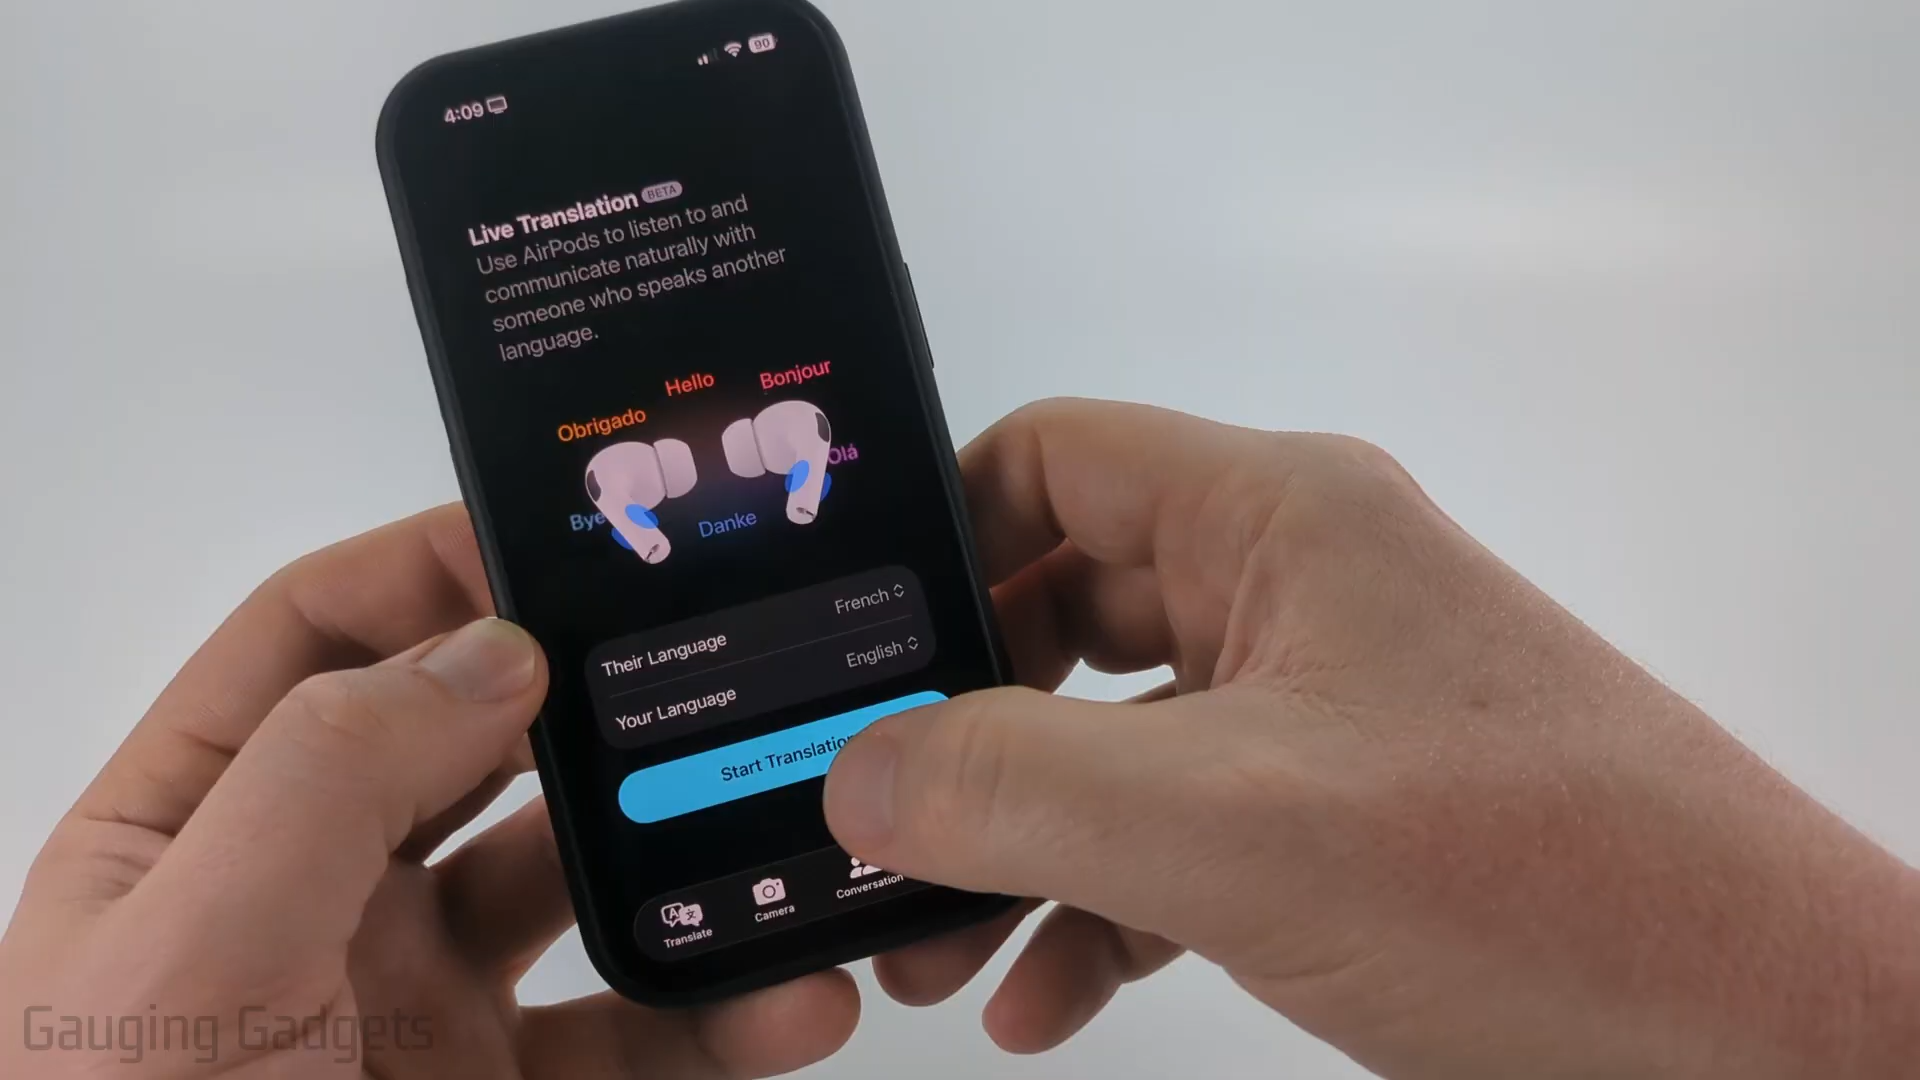 4:09
90
Live Translation BETA
Use AirPods to listen to and
communicate naturally with
someone who speaks another
language.
Hello
Bonjour
Obrigado
Olá
Bye
Danke
Their Language French
Your Language English
Start Translation
Translate
Camera
Conversation
Gauging Gadgets